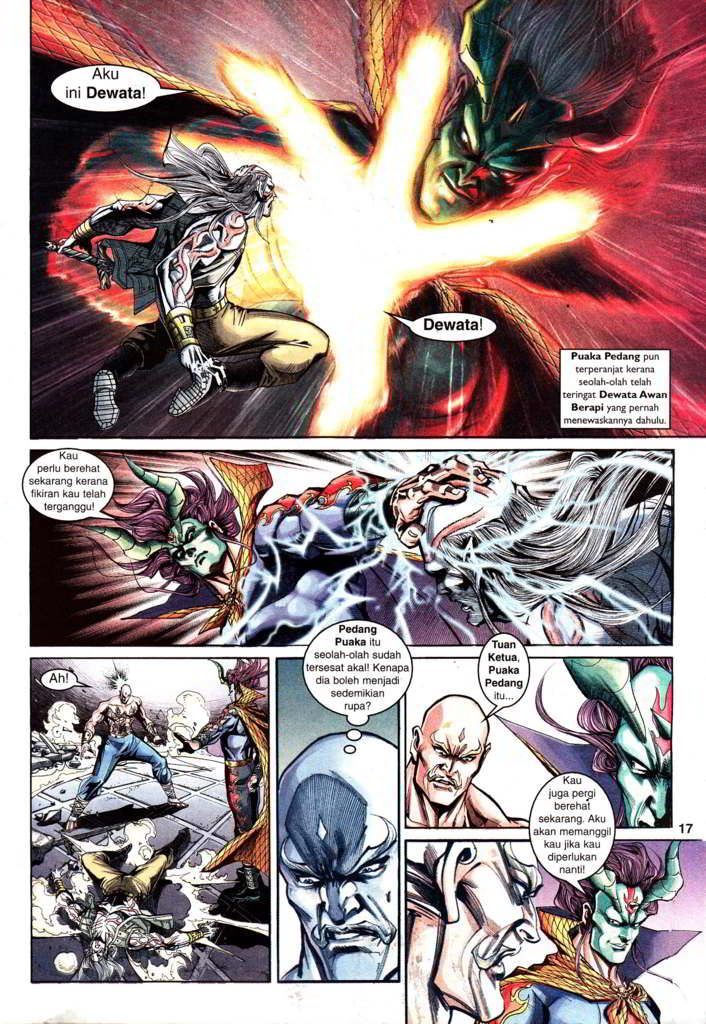 Aku
ini Dewata!
Dewata!
Puaka Pedang pun
terperanjat kerana
seolah-olah telah
teringat Dewata Awan
Berapi yang pernah
menewaskannya dahulu.
Kau
perlu berehat
sekarang kerana
fikiran kau telah
terganggu!
Ah!
Pedang
Puaka itu
seolah-olah sudah
tersesat akal! Kenapa
dia boleh menjadi
sedemikian
rupa?
Tuan
Ketua,
Puaka
Pedang
itu...
Kau
juga pergi
berehat
sekarang. Aku
akan memanggil
kau jika kau
diperlukan
nanti!
17